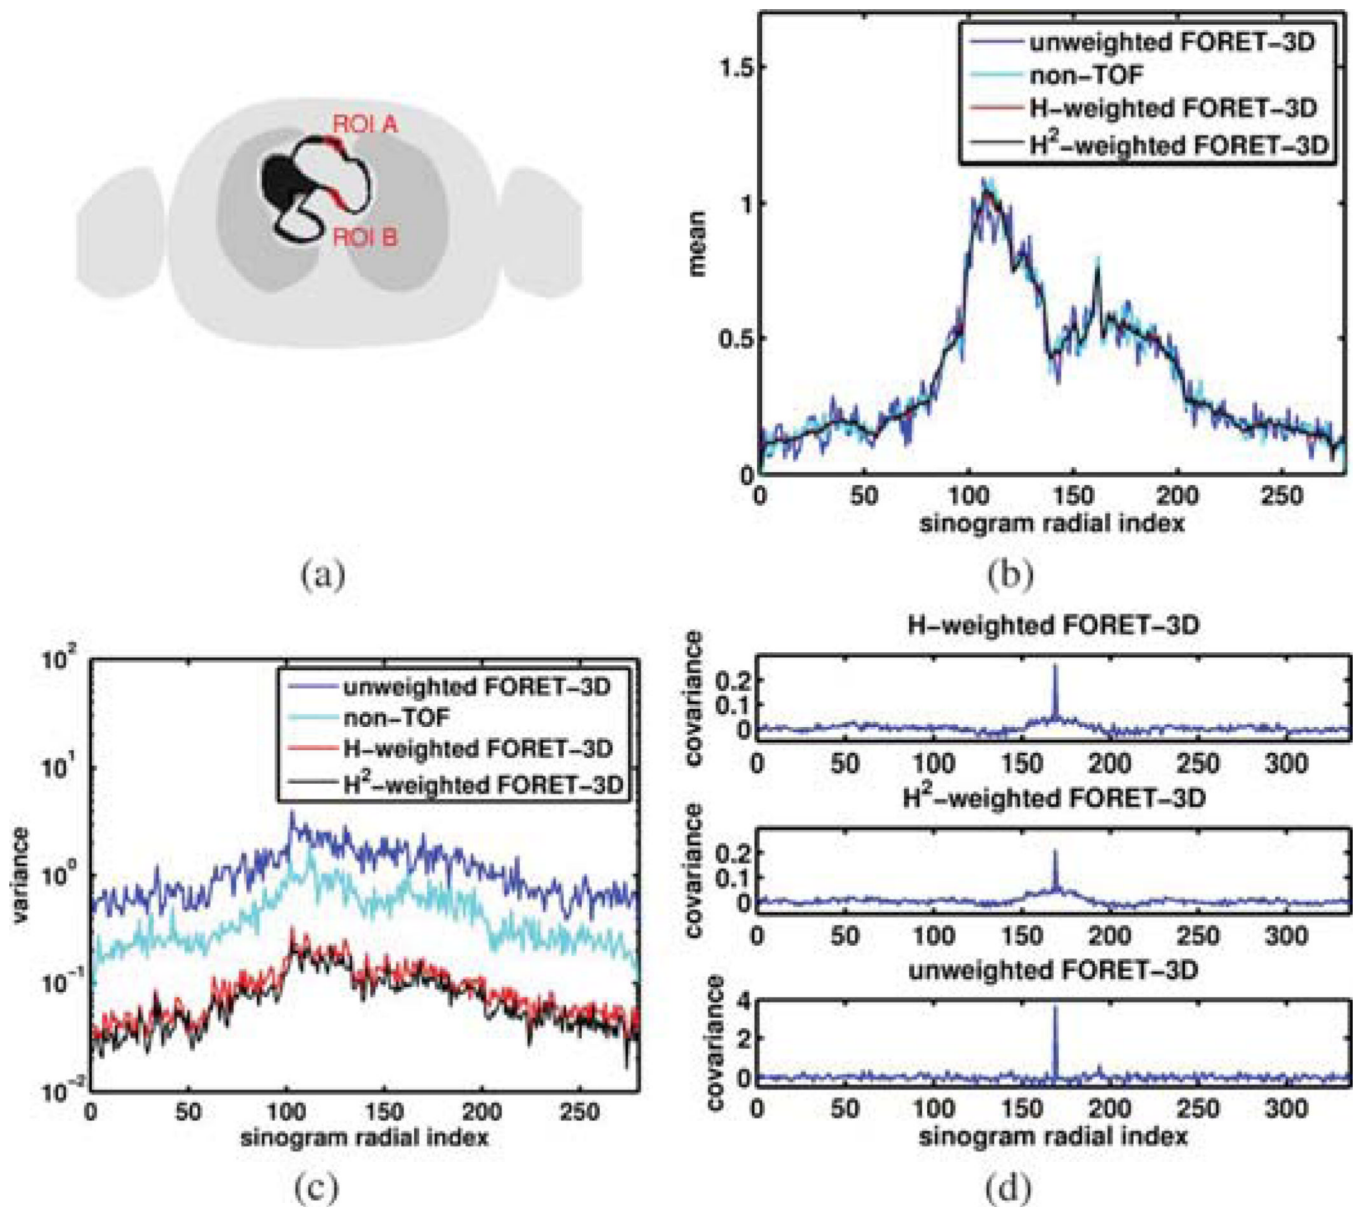 ROI A
ROI B
(a)
unweighted FORET−3D
non−TOF
H−weighted FORET−3D
H²−weighted FORET−3D
1.5
1
0.5
0
mean
0 50 100 150 200 250
sinogram radial index
(b)
unweighted FORET−3D
non−TOF
H−weighted FORET−3D
H²−weighted FORET−3D
10²
10¹
10⁰
10⁻¹
10⁻²
variance
0 50 100 150 200 250
sinogram radial index
(c)
H−weighted FORET−3D
covariance
0.2
0.1
0
0 50 100 150 200 250 300
H²−weighted FORET−3D
covariance
0.2
0.1
0
0 50 100 150 200 250 300
unweighted FORET−3D
covariance
4
2
0
0 50 100 150 200 250 300
sinogram radial index
(d)